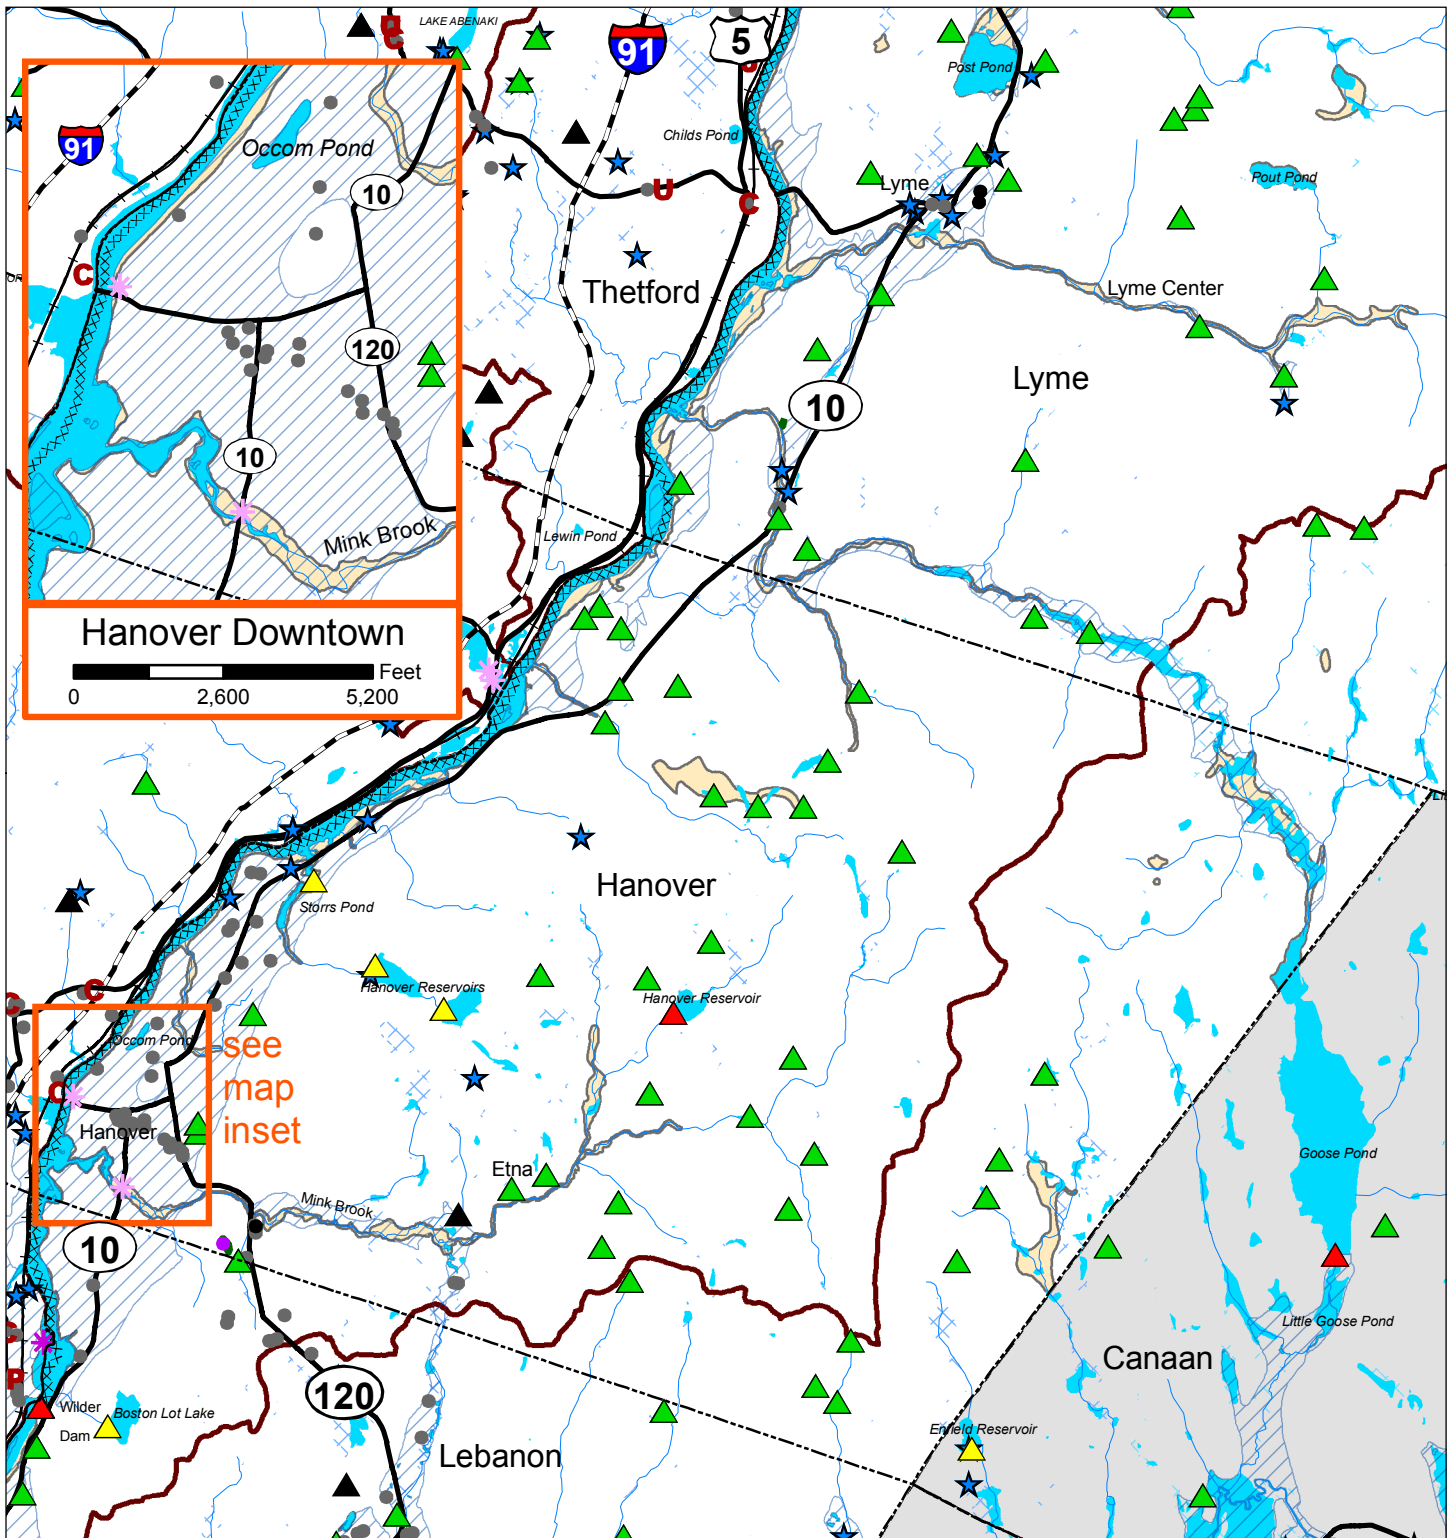 LAKE ABENAKI
91
5
Post Pond
Childs Pond
Pout Pond
91
Occom Pond
10
C
120
10
Mink Brook
Hanover Downtown
Feet
0 2,600 5,200
U
C
U
C
Lyme
Thetford
Lyme Center
Lyme
10
Lewin Pond
Hanover
Storrs Pond
Hanover Reservoirs
Hanover Reservoir
C
Occom Pond
see
map
inset
C
Hanover
Etna
Mink Brook
Goose Pond
10
Little Goose Pond
Canaan
120
P
Wilder
Dam
Boston Lot Lake
Lebanon
Enfield Reservoir